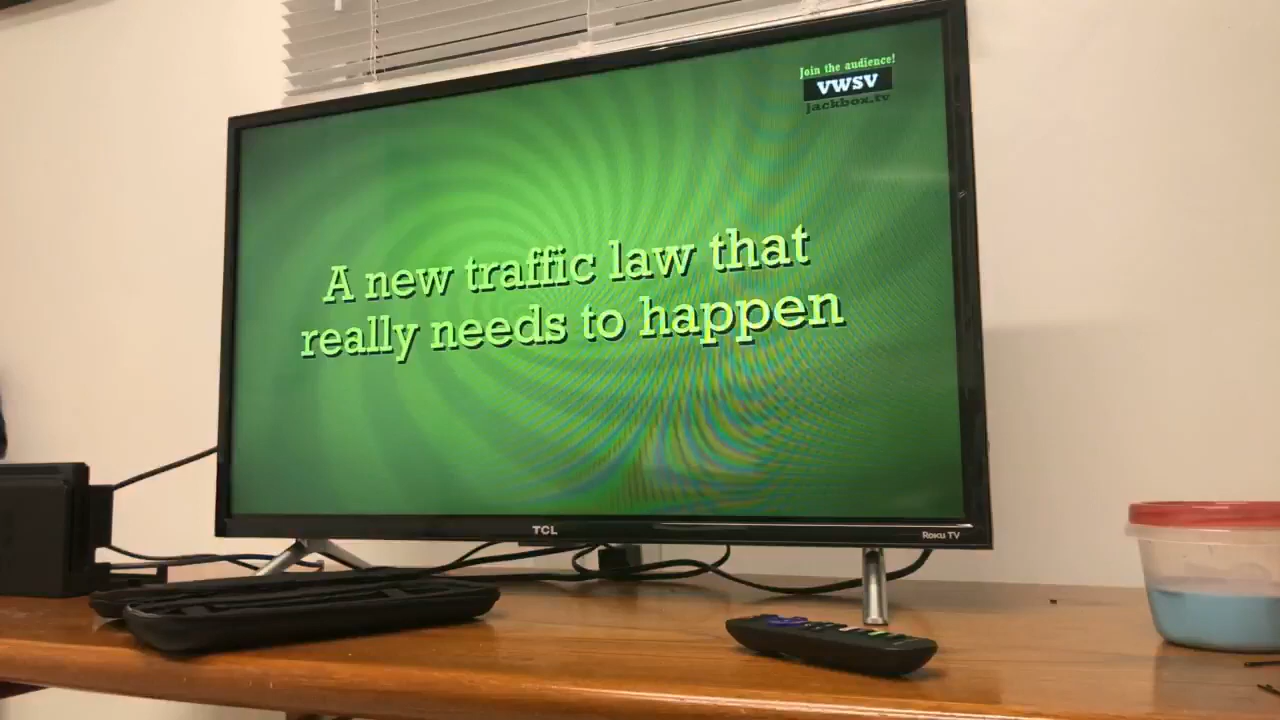 Join the audience!
VWSV
jackbox.tv
A new traffic law that
really needs to happen
TCL
Roku TV